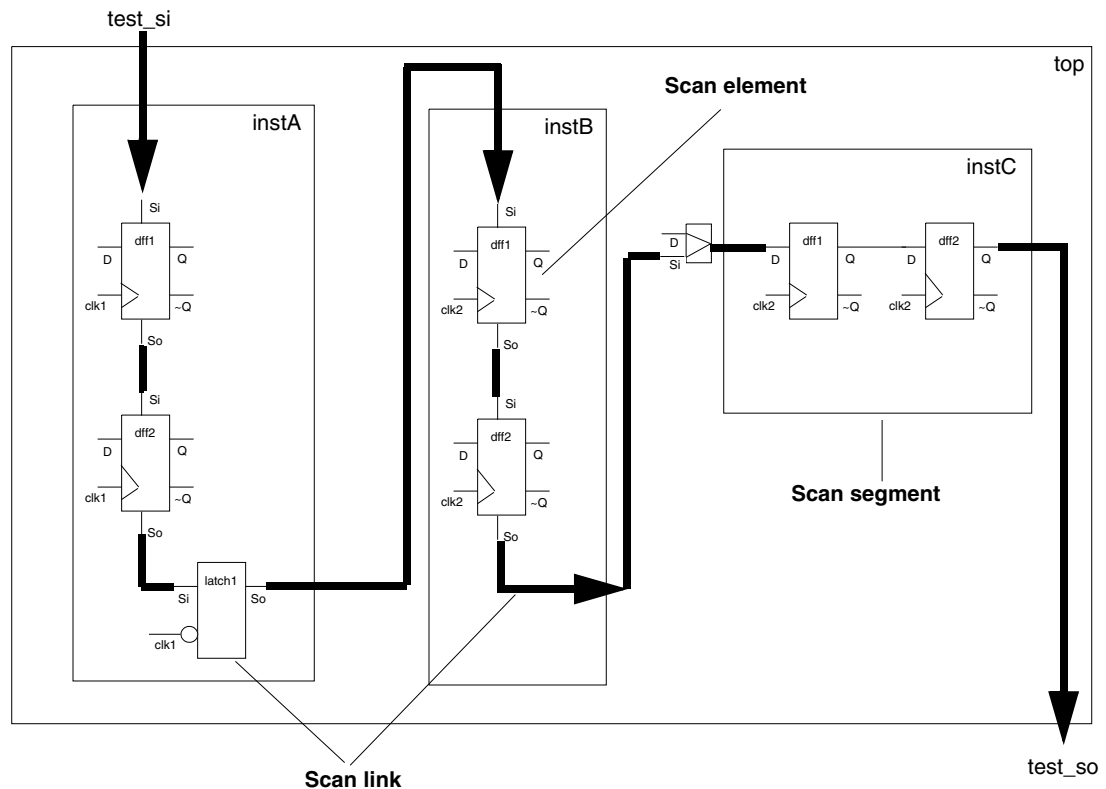 test_si
top
Scan element
instA
instB
instC
Si
dff1
D
Q
clk1
~Q
So
Si
dff2
D
Q
clk1
~Q
So
latch1
Si
So
clk1
Si
dff1
D
Q
clk2
~Q
So
Si
dff2
D
Q
clk2
~Q
So
D
Si
dff1
D
Q
clk2
~Q
dff2
D
Q
clk2
~Q
Scan segment
Scan link
test_so